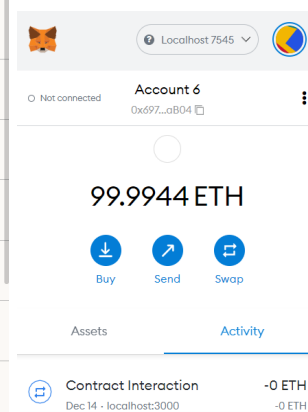 Localhost 7545
Not connected
Account 6
0x697...aB04
99.9944 ETH
Buy
Send
Swap
Assets
Activity
Contract Interaction
-0 ETH
Dec 14 · localhost:3000
-0 ETH